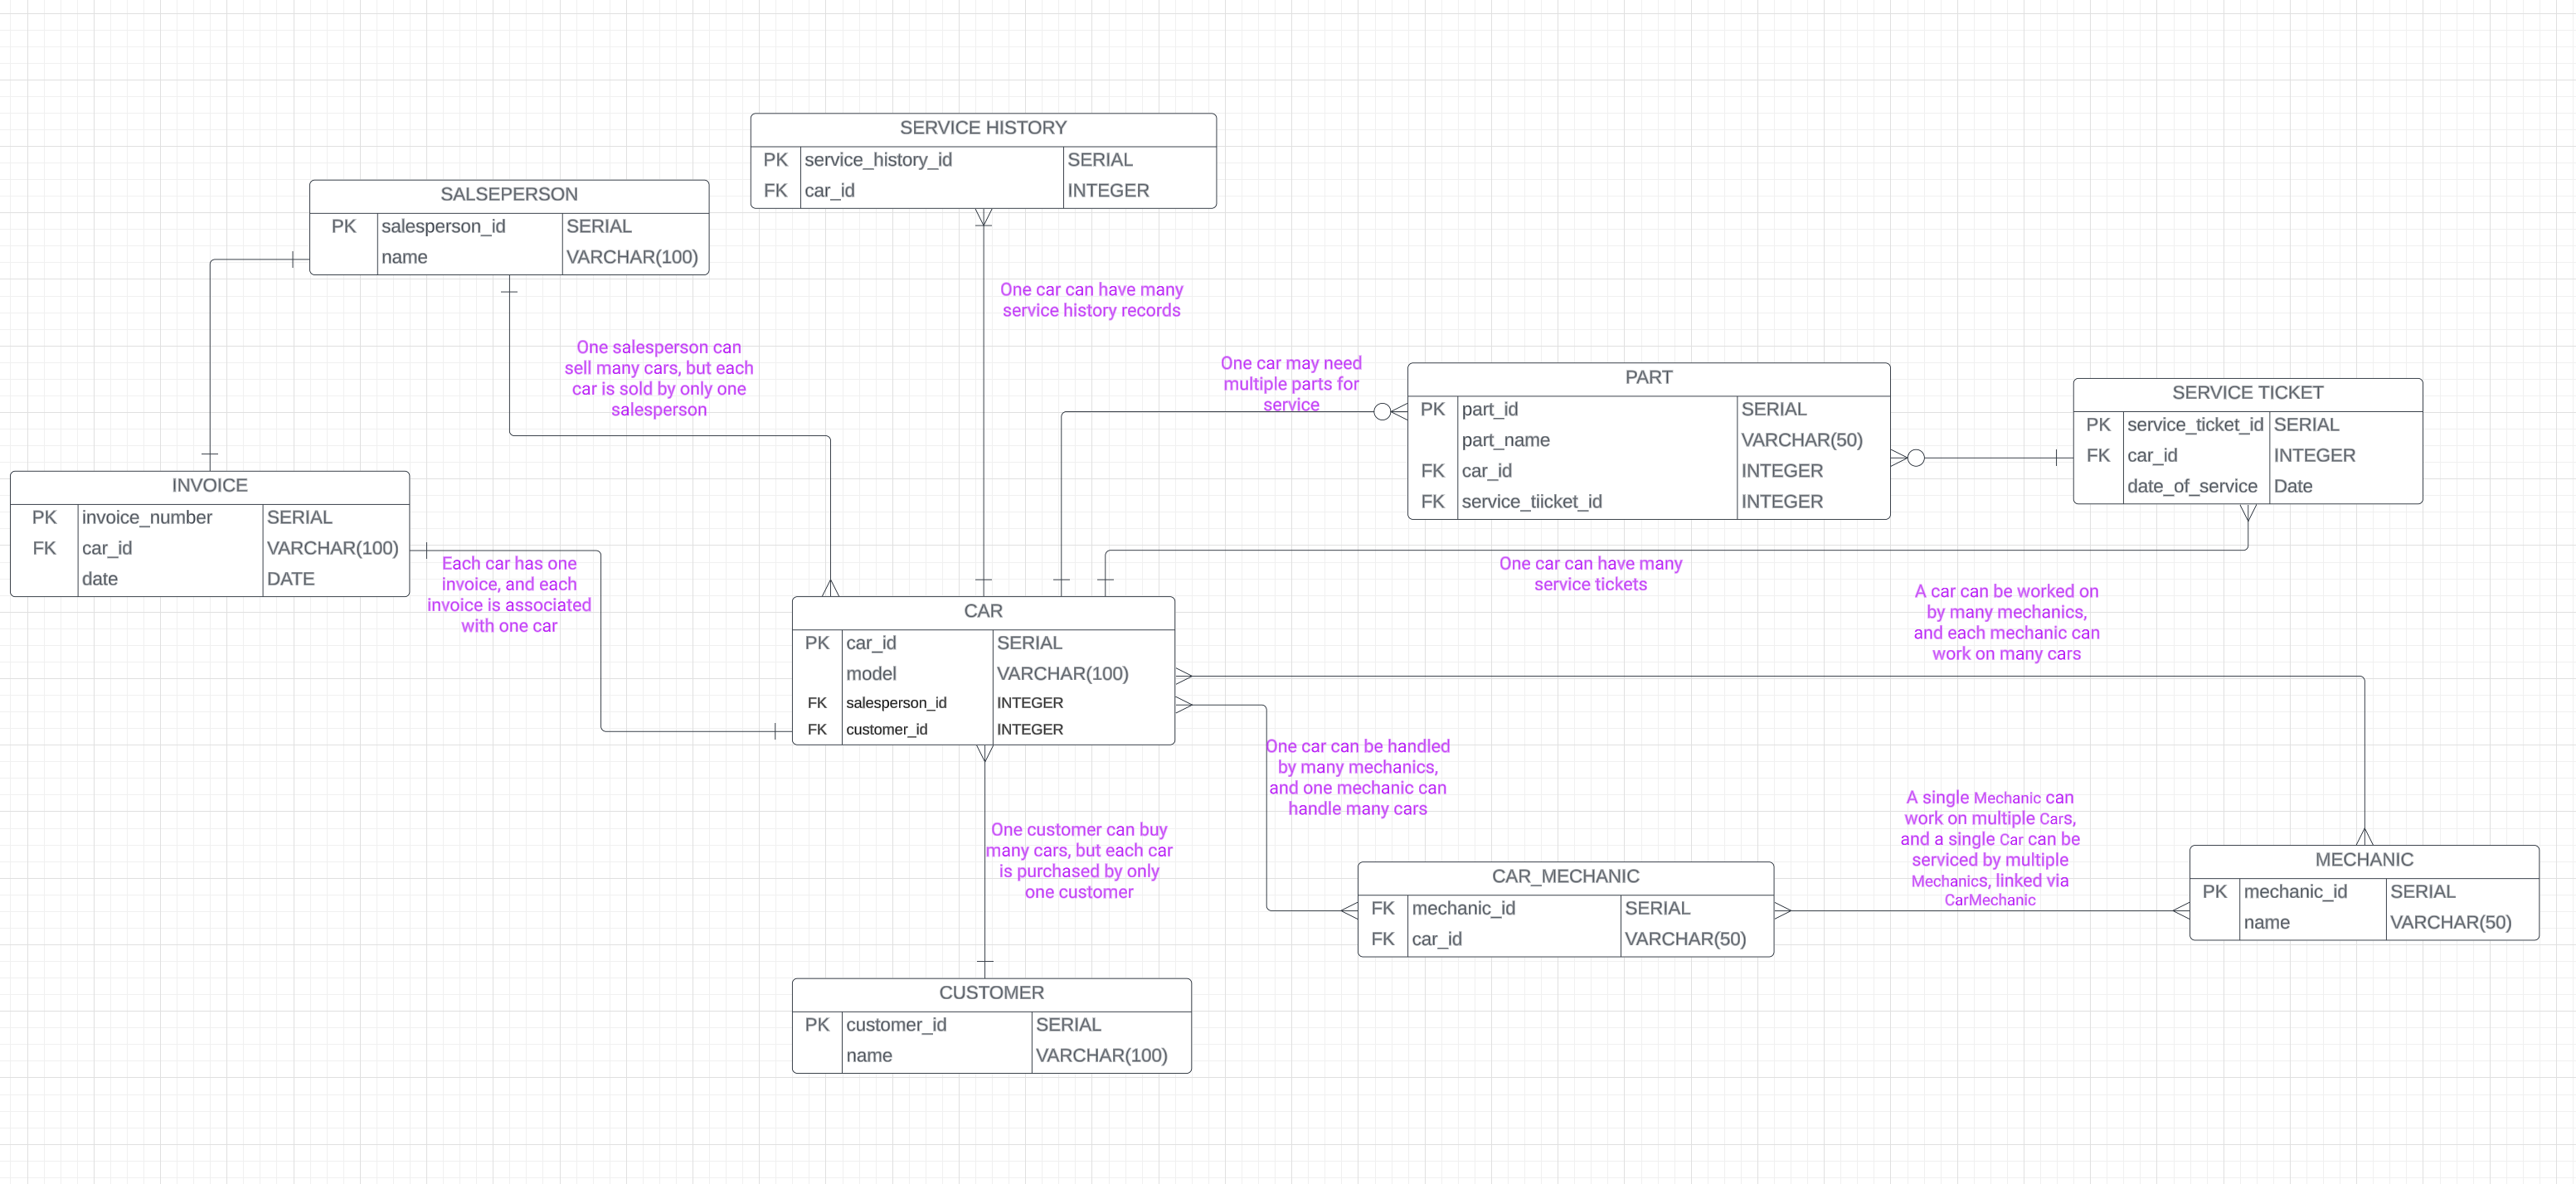 SERVICE HISTORY
PK service_history_id SERIAL
FK car_id INTEGER
SALSEPERSON
PK salesperson_id SERIAL
name VARCHAR(100)
One car can have many
service history records
One salesperson can
sell many cars, but each
car is sold by only one
salesperson
One car may need
multiple parts for
service
PART
PK part_id SERIAL
part_name VARCHAR(50)
FK car_id INTEGER
FK service_tiicket_id INTEGER
SERVICE TICKET
PK service_ticket_id SERIAL
FK car_id INTEGER
date_of_service Date
INVOICE
PK invoice_number SERIAL
FK car_id VARCHAR(100)
date DATE
Each car has one
invoice, and each
invoice is associated
with one car
One car can have many
service tickets
A car can be worked on
by many mechanics,
and each mechanic can
work on many cars
CAR
PK car_id SERIAL
model VARCHAR(100)
FK salesperson_id INTEGER
FK customer_id INTEGER
One car can be handled
by many mechanics,
and one mechanic can
handle many cars
One customer can buy
many cars, but each car
is purchased by only
one customer
A single Mechanic can
work on multiple Cars,
and a single Car can be
serviced by multiple
Mechanics, linked via
CarMechanic
CAR_MECHANIC
FK mechanic_id SERIAL
FK car_id VARCHAR(50)
MECHANIC
PK mechanic_id SERIAL
name VARCHAR(50)
CUSTOMER
PK customer_id SERIAL
name VARCHAR(100)